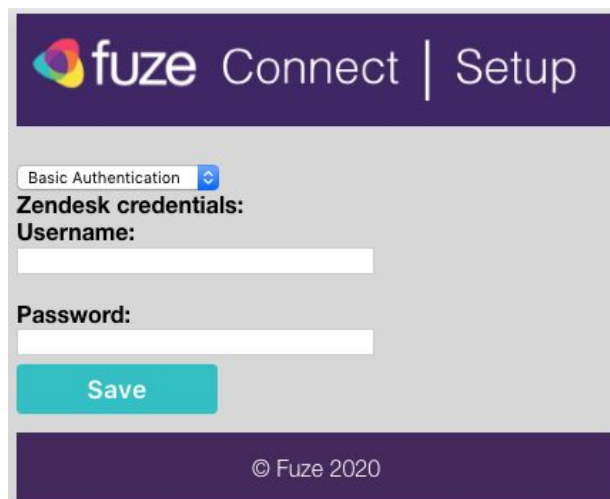 fuze Connect | Setup
Basic Authentication
Zendesk credentials:
Username:
Password:
Save
© Fuze 2020